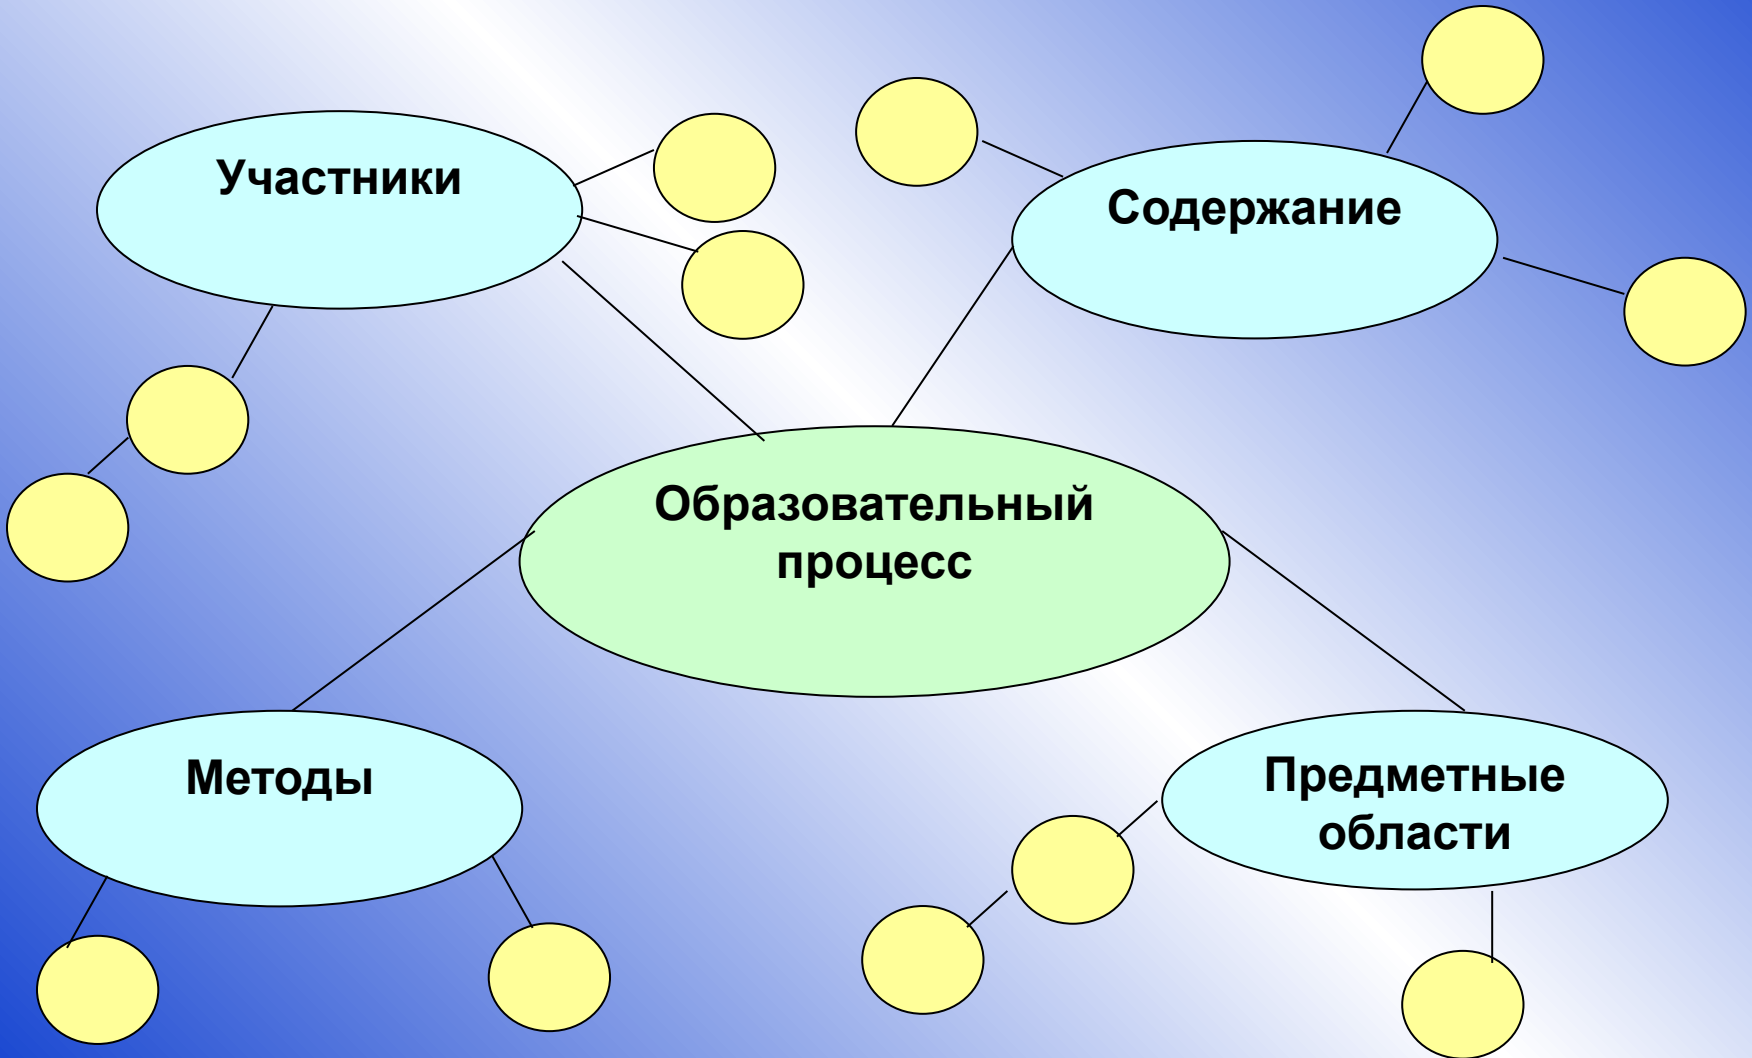 Участники
Содержание
Образовательный
процесс
Методы
Предметные
области